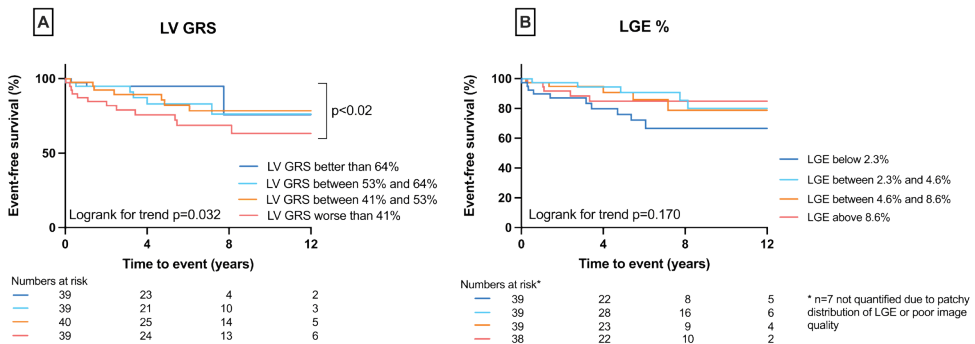 A
LV GRS
Event-free survival (%)
100
50
0
0
4
8
12
p<0.02
LV GRS better than 64%
LV GRS between 53% and 64%
LV GRS between 41% and 53%
LV GRS worse than 41%
Logrank for trend p=0.032
Time to event (years)
Numbers at risk
39 23 4 2
39 21 10 3
40 25 14 5
39 24 13 6
B
LGE %
Event-free survival (%)
100
80
60
40
20
0
0
4
8
12
LGE below 2.3%
LGE between 2.3% and 4.6%
LGE between 4.6% and 8.6%
LGE above 8.6%
Logrank for trend p=0.170
Time to event (years)
Numbers at risk*
39 22 8 5
39 28 16 6
39 23 9 4
38 22 10 2
* n=7 not quantified due to patchy
distribution of LGE or poor image
quality